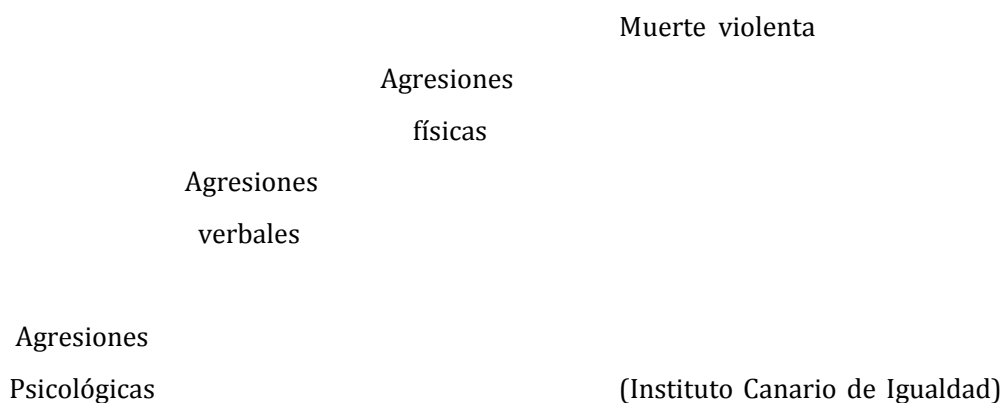 Muerte violenta
Agresiones
físicas
Agresiones
verbales
Agresiones
Psicológicas
(Instituto Canario de Igualdad)